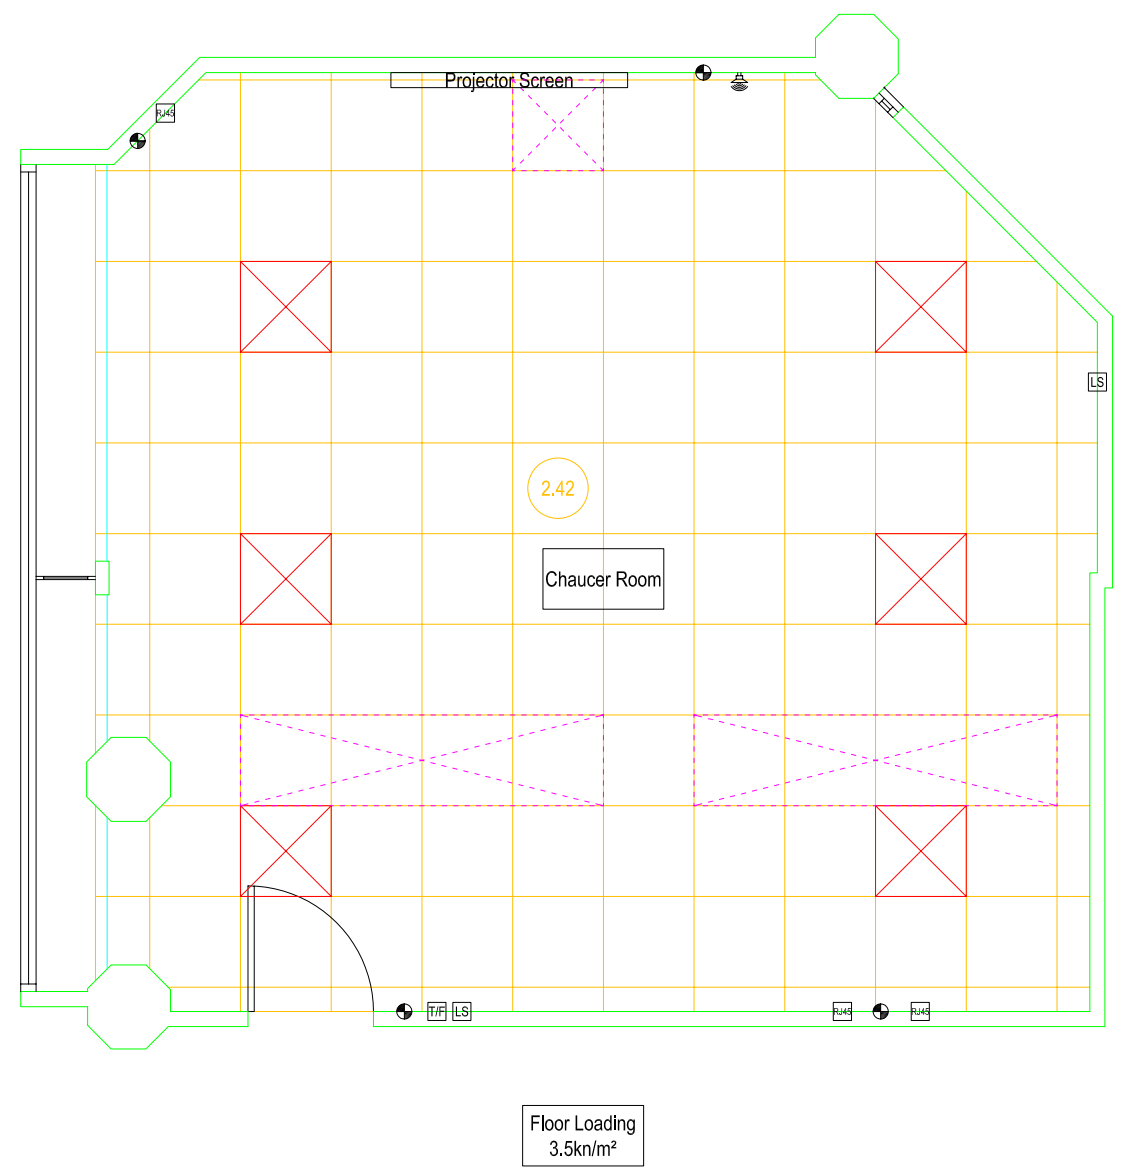 Projector Screen
RJ45
LS
2.42
Chaucer Room
T/F
LS
RJ45
RJ45
Floor Loading
3.5kn/m²